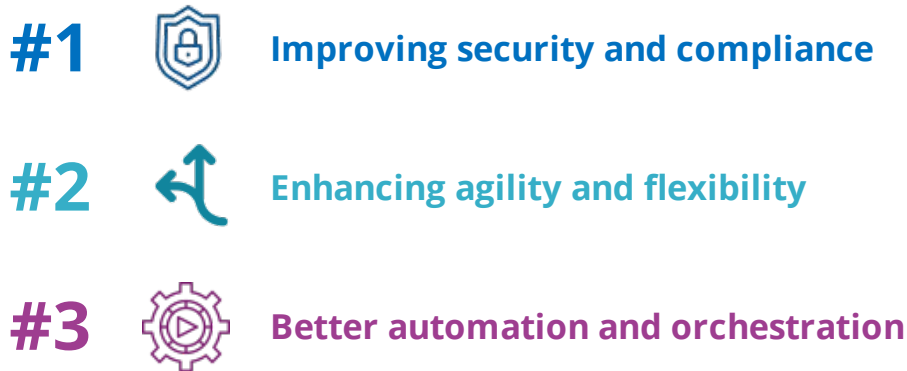 #1 Improving security and compliance
#2 Enhancing agility and flexibility
#3 Better automation and orchestration